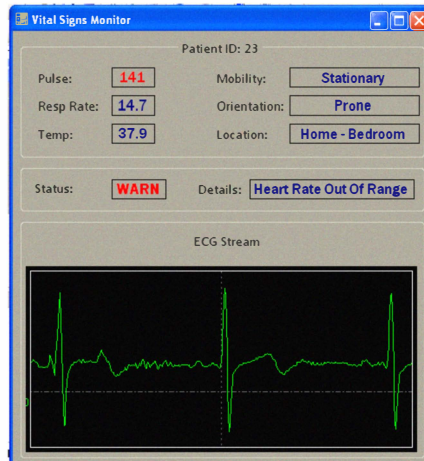 Vital Signs Monitor
Patient ID: 23
Pulse: 141 Mobility: Stationary
Resp Rate: 14.7 Orientation: Prone
Temp: 37.9 Location: Home - Bedroom
Status: WARN Details: Heart Rate Out Of Range
ECG Stream
0